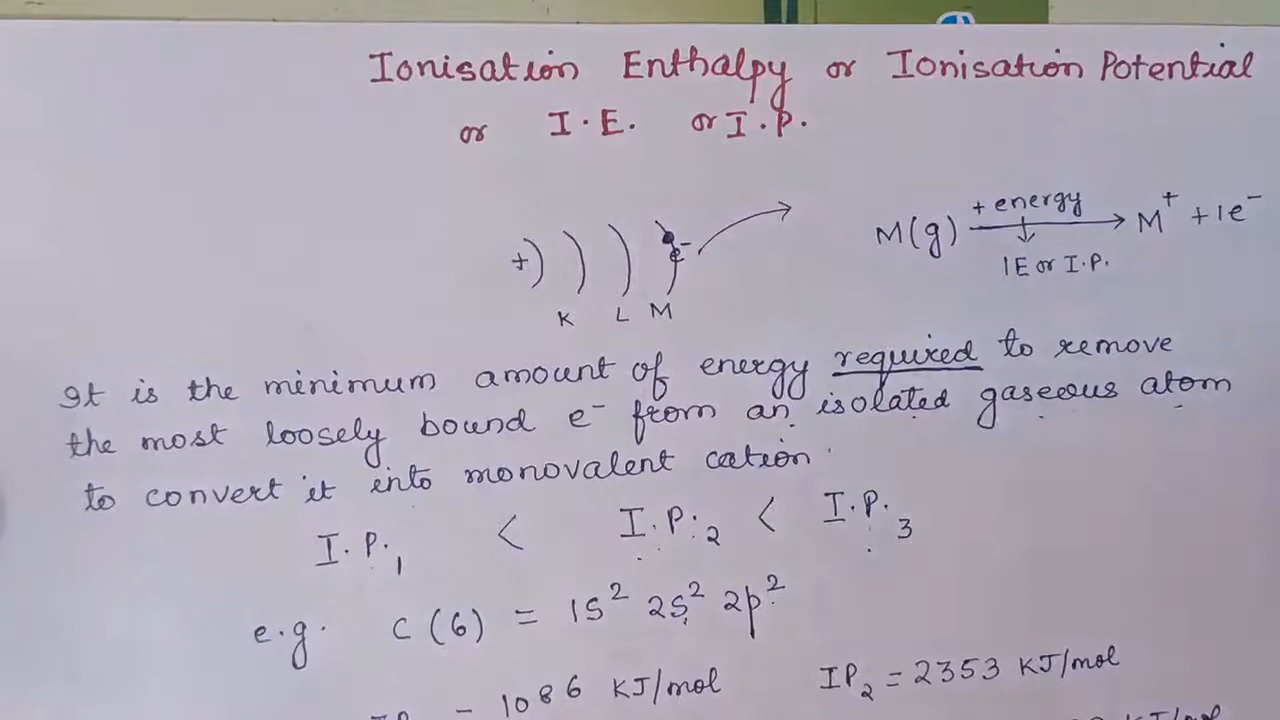 Ionisation Enthalpy or Ionisation Potential
or I.E. or I.P.
+) K L M e-
M(g) + energy → M+ + 1e-
↓
IE or I.P.
It is the minimum amount of energy required to remove
the most loosely bound e- from an isolated gaseous atom
to convert it into monovalent cation.
I.P.1 < I.P.2 < I.P.3
e.g. C (6) = 1S2 2S2 2p2
= 1086 KJ/mol IP2 = 2353 KJ/mol